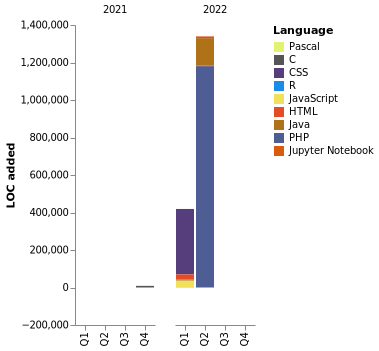 2021
2022
LOC added
1,400,000
1,200,000
1,000,000
800,000
600,000
400,000
200,000
0
−200,000
Q1
Q2
Q3
Q4
Q1
Q2
Q3
Q4
Language
Pascal
C
CSS
R
JavaScript
HTML
Java
PHP
Jupyter Notebook